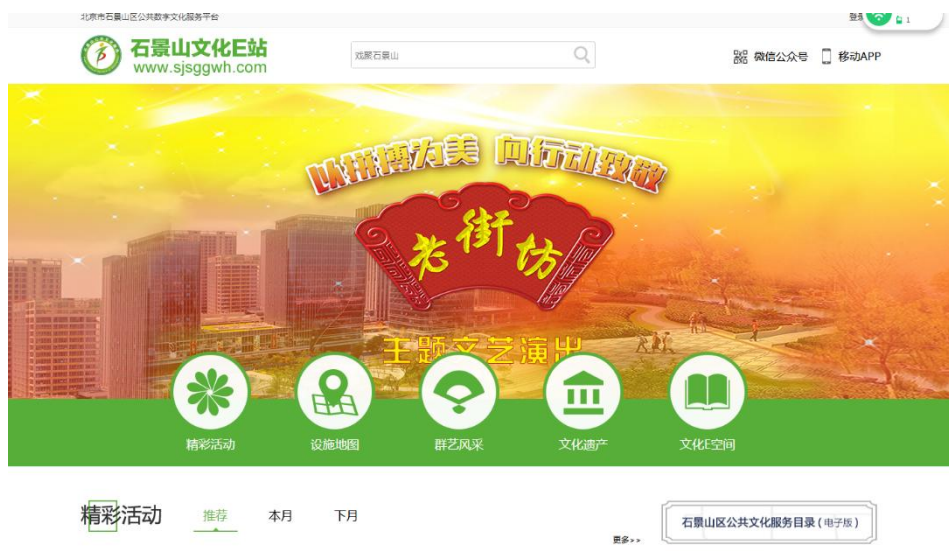 北京市石景山区公共数字文化服务平台
登录
1
石景山文化E站
www.sjsggwh.com
戏聚石景山
微信公众号
移动APP
以拼搏为美 向行动致敬
老街坊
主题文艺演出
精彩活动
设施地图
群艺风采
文化遗产
文化E空间
精彩活动
推荐
本月
下月
更多>>
石景山区公共文化服务目录(电子版)